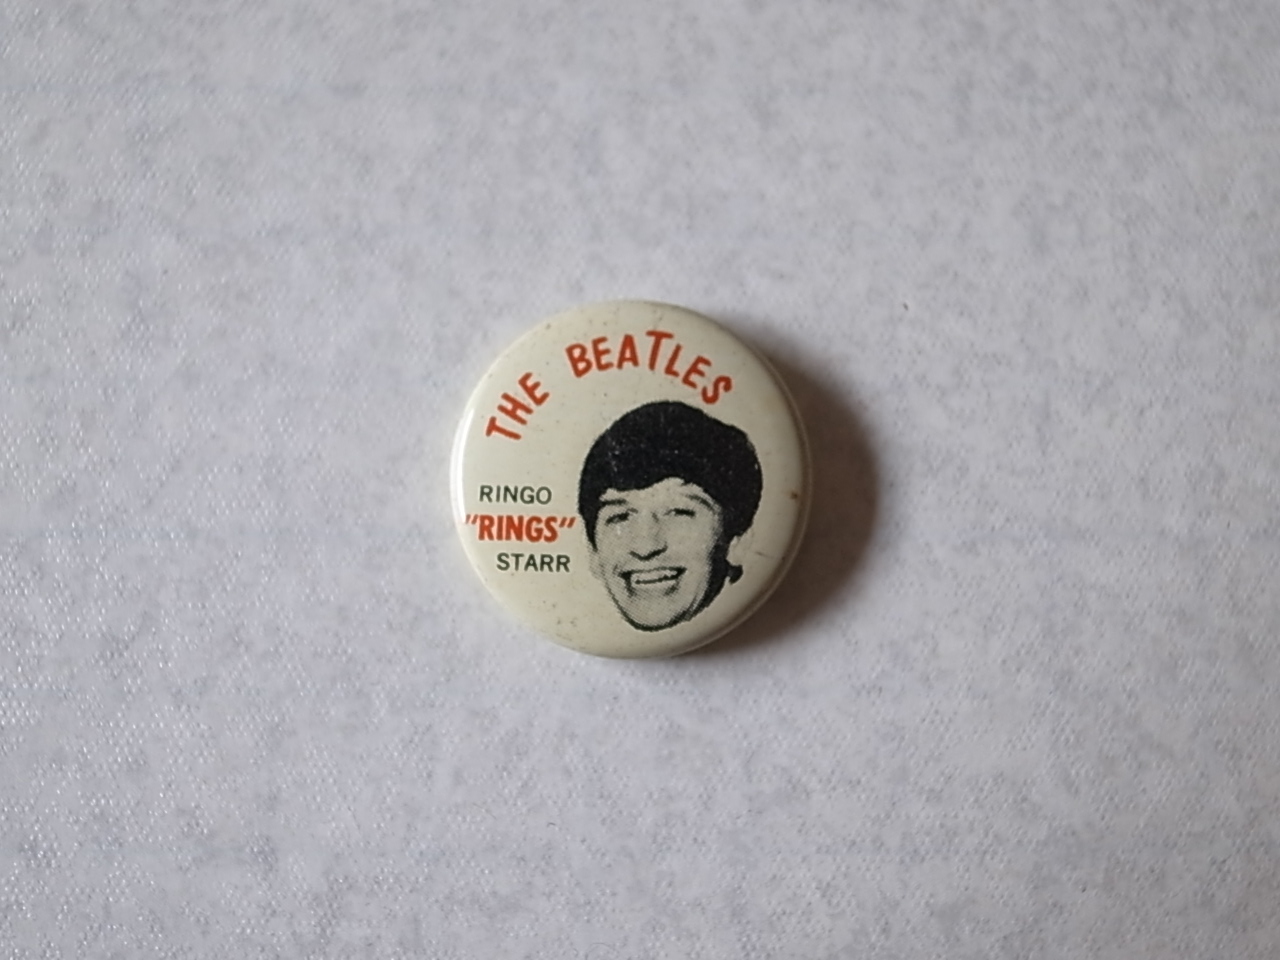 THE BEATLES
RINGO
"RINGS"
STARR